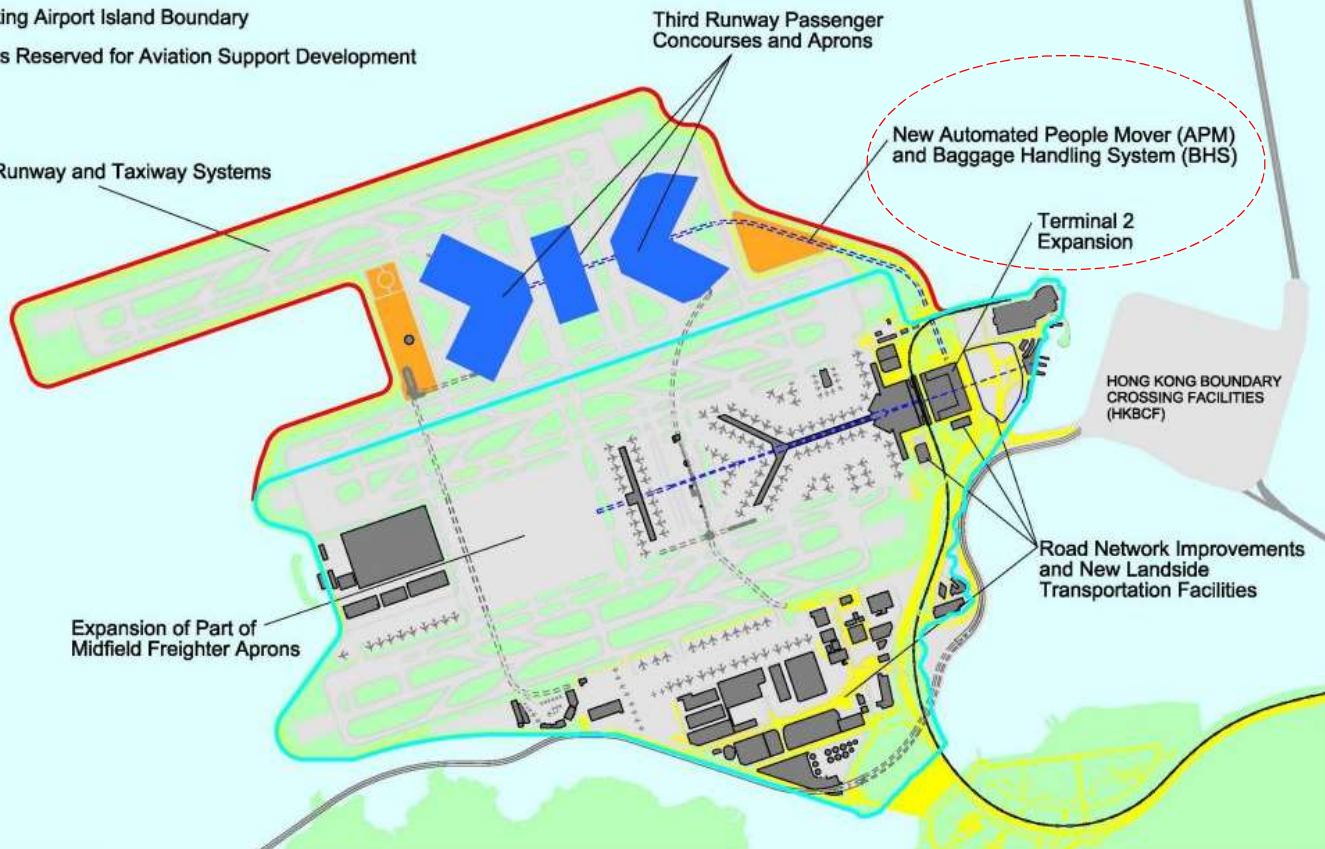 ing Airport Island Boundary
s Reserved for Aviation Support Development
Third Runway Passenger
Concourses and Aprons
New Automated People Mover (APM)
and Baggage Handling System (BHS)
Runway and Taxiway Systems
Terminal 2
Expansion
HONG KONG BOUNDARY
CROSSING FACILITIES
(HKBCF)
Road Network Improvements
and New Landside
Transportation Facilities
Expansion of Part of
Midfield Freighter Aprons